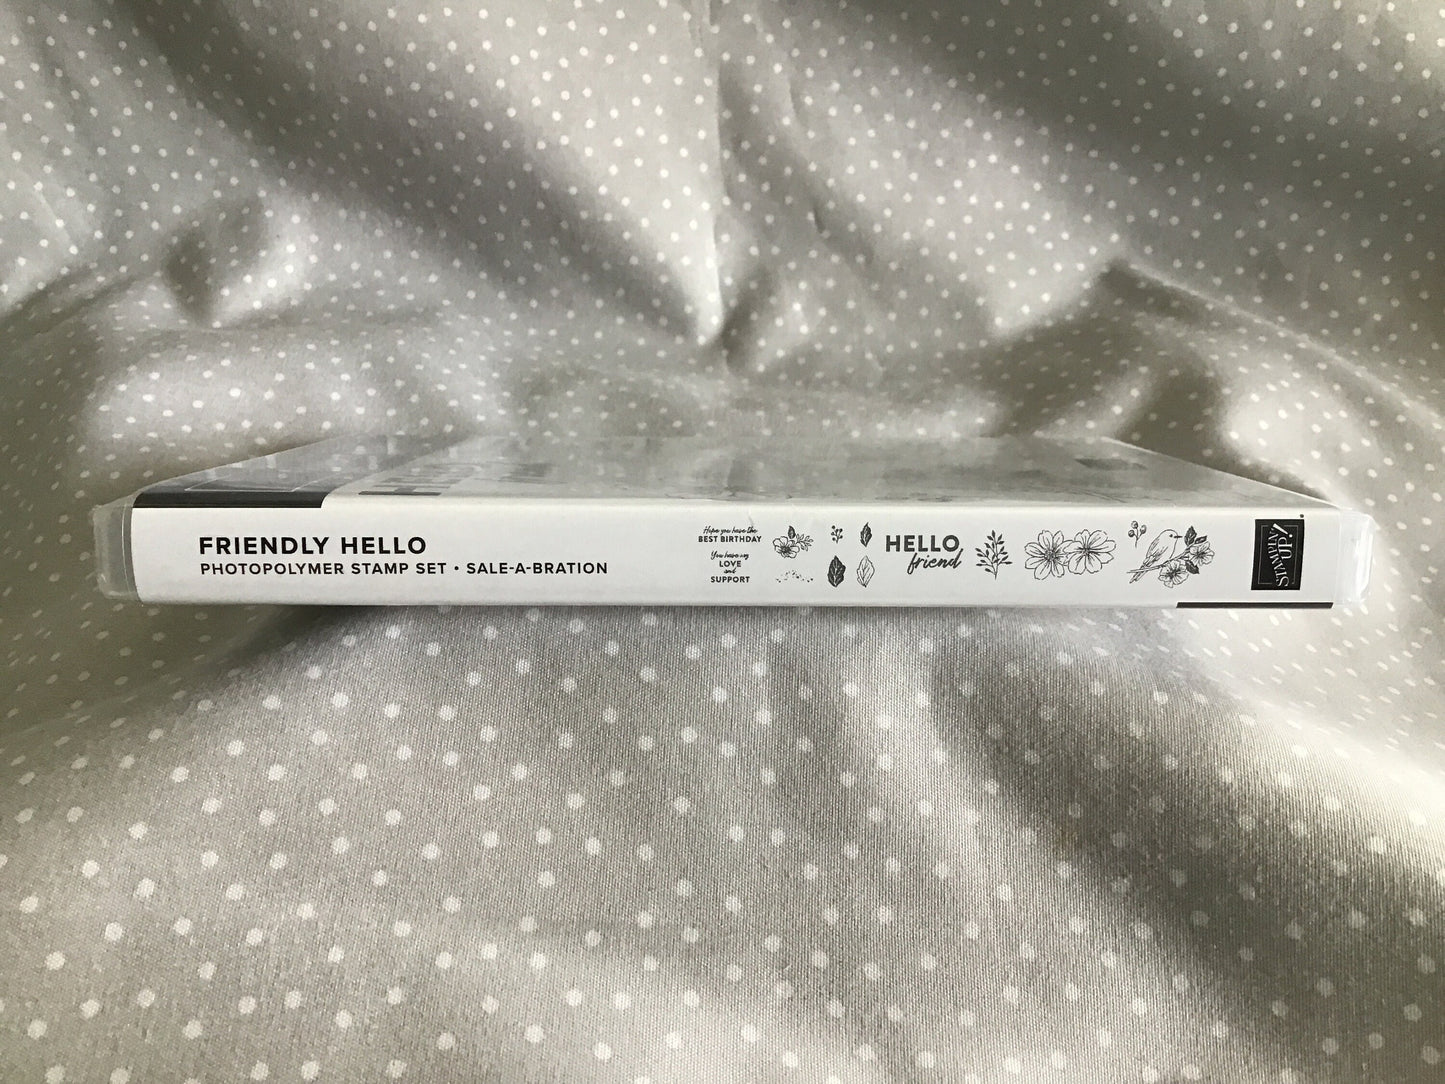 FRIENDLY HELLO
PHOTOPOLYMER STAMP SET • SALE-A-BRATION
Hope you have the
BEST BIRTHDAY
You have my
LOVE
and
SUPPORT
HELLO
friend
STAMPIN' UP!®